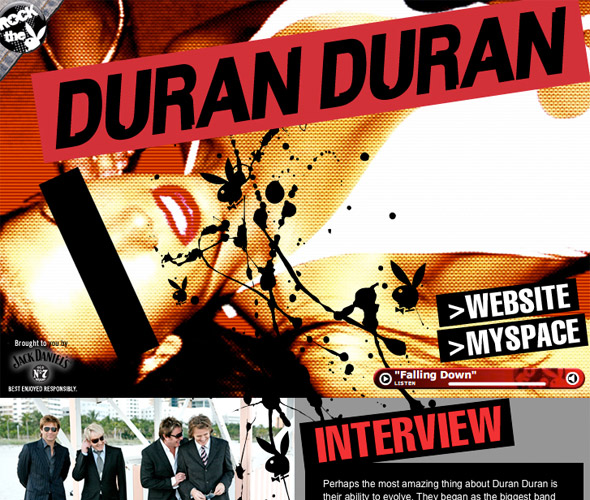 ROCK
the
DURAN DURAN
>WEBSITE
>MYSPACE
Brought to you by
JACK DANIEL'S
OLD
Nº7
BEST ENJOYED RESPONSIBLY.
"Falling Down"
LISTEN
INTERVIEW
Perhaps the most amazing thing about Duran Duran is
their ability to evolve. They began as the biggest band